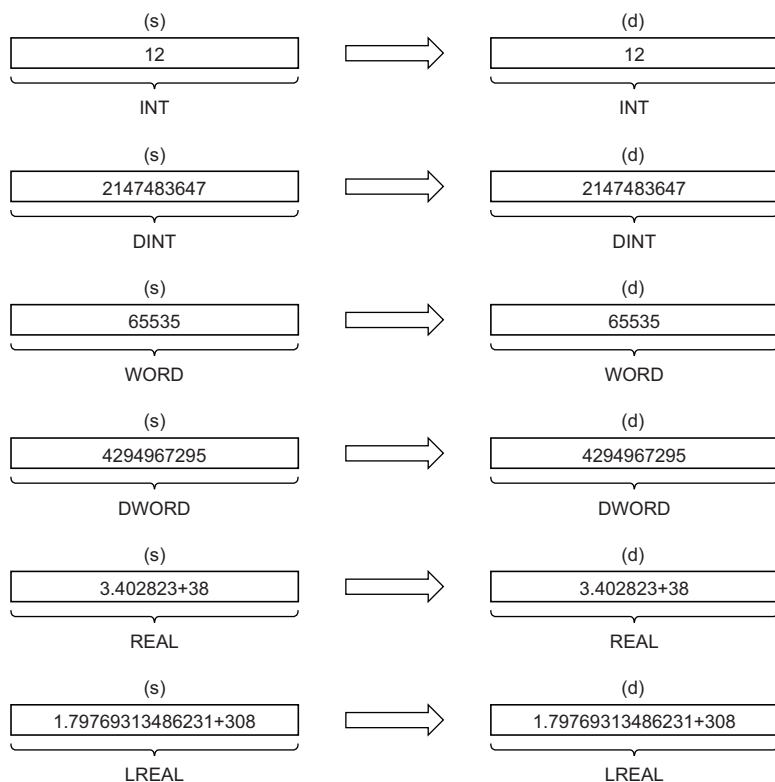 (s) (d)
12 12
INT INT
(s) (d)
2147483647 2147483647
DINT DINT
(s) (d)
65535 65535
WORD WORD
(s) (d)
4294967295 4294967295
DWORD DWORD
(s) (d)
3.402823+38 3.402823+38
REAL REAL
(s) (d)
1.79769313486231+308 1.79769313486231+308
LREAL LREAL